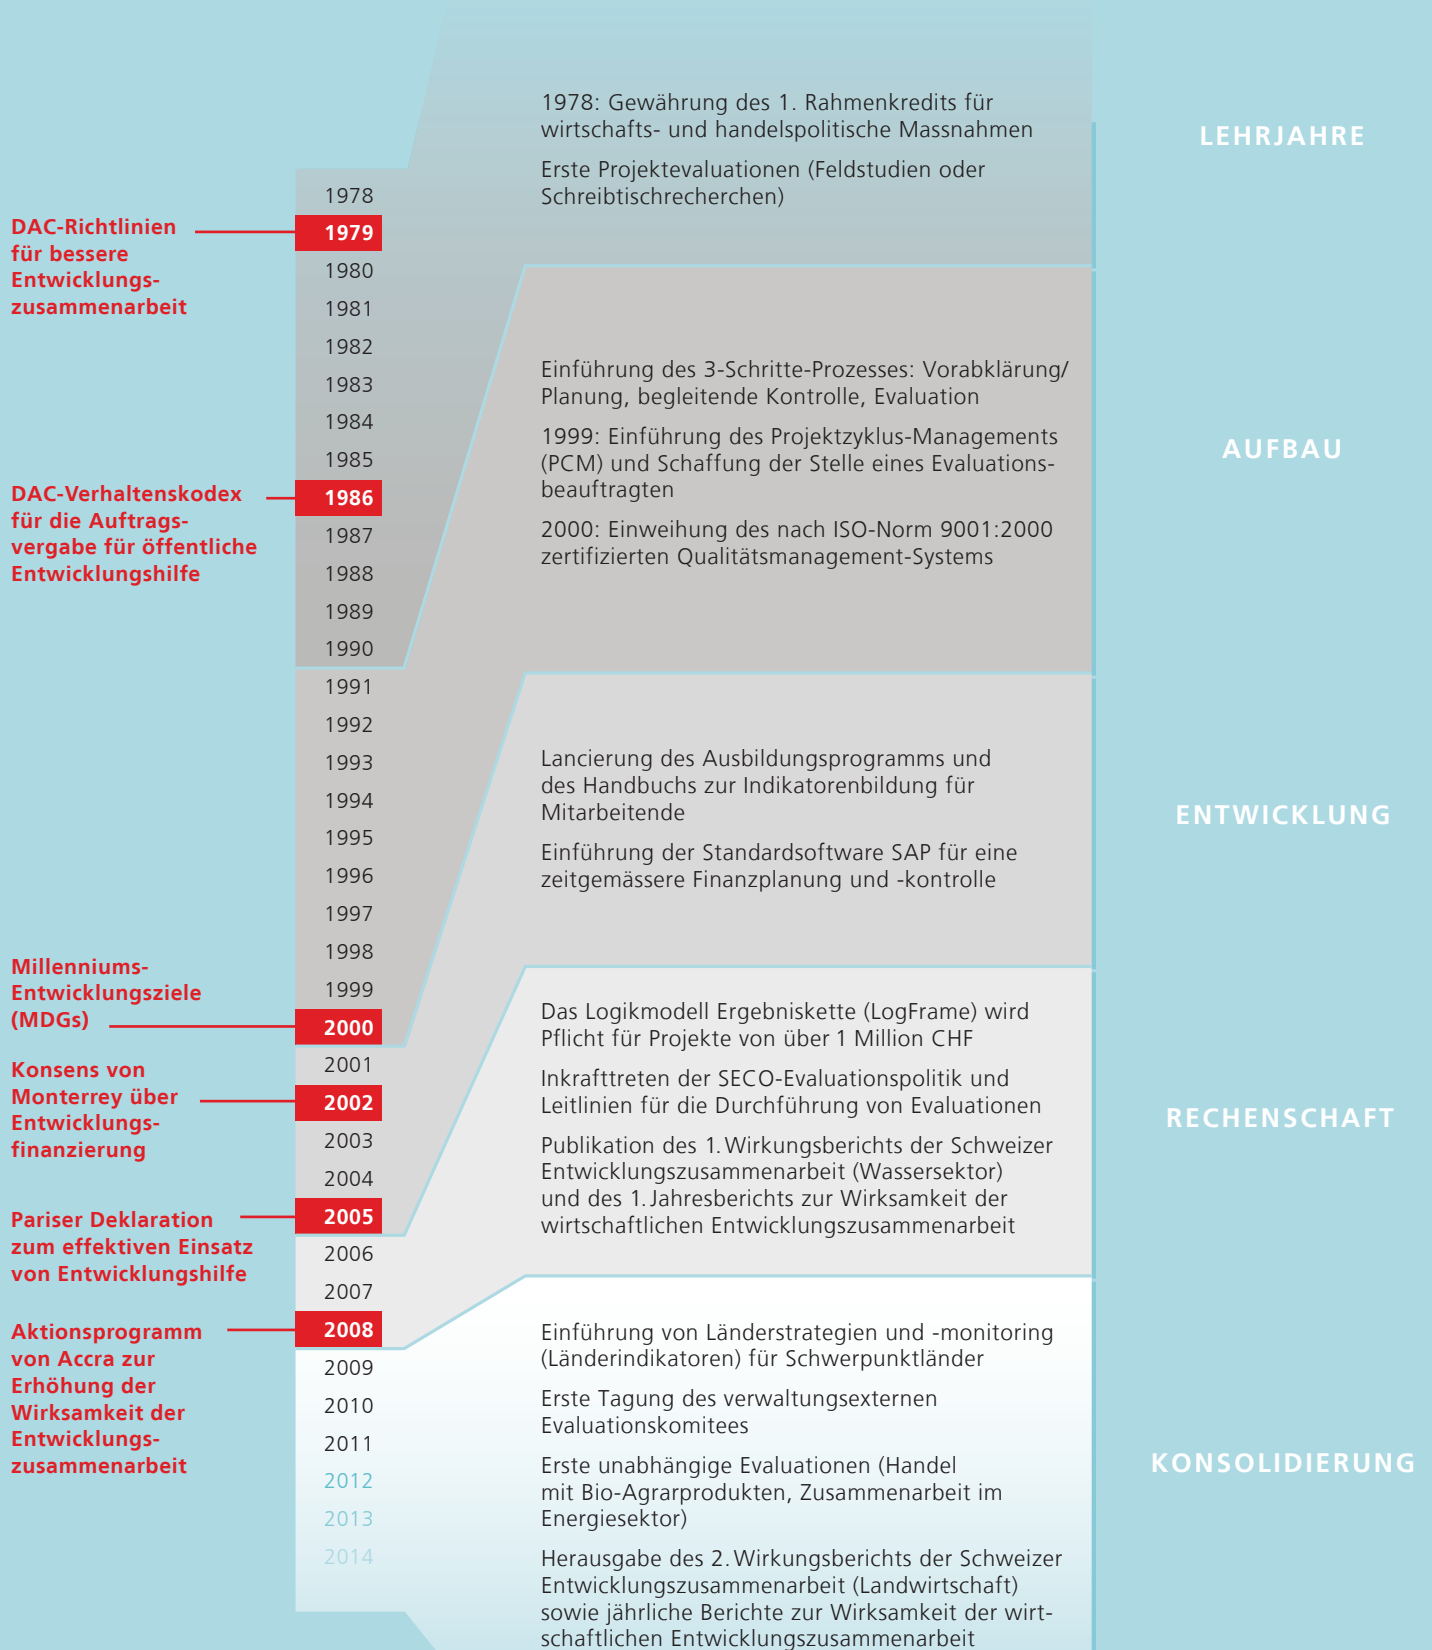 DAC-Richtlinien
für bessere
Entwicklungs-
zusammenarbeit
DAC-Verhaltenskodex
für die Auftrags-
vergabe für öffentliche
Entwicklungshilfe
Millenniums-
Entwicklungsziele
(MDGs)
Konsens von
Monterrey über
Entwicklungs-
finanzierung
Pariser Deklaration
zum effektiven Einsatz
von Entwicklungshilfe
Aktionsprogramm
von Accra zur
Erhöhung der
Wirksamkeit der
Entwicklungs-
zusammenarbeit
1978
1979
1980
1981
1982
1983
1984
1985
1986
1987
1988
1989
1990
1991
1992
1993
1994
1995
1996
1997
1998
1999
2000
2001
2002
2003
2004
2005
2006
2007
2008
2009
2010
2011
2012
2013
2014
1978: Gewährung des 1. Rahmenkredits für
wirtschafts- und handelspolitische Massnahmen
Erste Projektevaluationen (Feldstudien oder
Schreibtischrecherchen)
LEHRJAHRE
Einführung des 3-Schritte-Prozesses: Vorabklärung/
Planung, begleitende Kontrolle, Evaluation
1999: Einführung des Projektzyklus-Managements
(PCM) und Schaffung der Stelle eines Evaluations-
beauftragten
2000: Einweihung des nach ISO-Norm 9001:2000
zertifizierten Qualitätsmanagement-Systems
AUFBAU
Lancierung des Ausbildungsprogramms und
des Handbuchs zur Indikatorenbildung für
Mitarbeitende
Einführung der Standardsoftware SAP für eine
zeitgemässere Finanzplanung und -kontrolle
ENTWICKLUNG
Das Logikmodell Ergebniskette (LogFrame) wird
Pflicht für Projekte von über 1 Million CHF
Inkrafttreten der SECO-Evaluationspolitik und
Leitlinien für die Durchführung von Evaluationen
Publikation des 1. Wirkungsberichts der Schweizer
Entwicklungszusammenarbeit (Wassersektor)
und des 1. Jahresberichts zur Wirksamkeit der
wirtschaftlichen Entwicklungszusammenarbeit
RECHENSCHAFT
Einführung von Länderstrategien und -monitoring
(Länderindikatoren) für Schwerpunktländer
Erste Tagung des verwaltungsexternen
Evaluationskomitees
Erste unabhängige Evaluationen (Handel
mit Bio-Agrarprodukten, Zusammenarbeit im
Energiesektor)
Herausgabe des 2. Wirkungsberichts der Schweizer
Entwicklungszusammenarbeit (Landwirtschaft)
sowie jährliche Berichte zur Wirksamkeit der wirt-
schaftlichen Entwicklungszusammenarbeit
KONSOLIDIERUNG